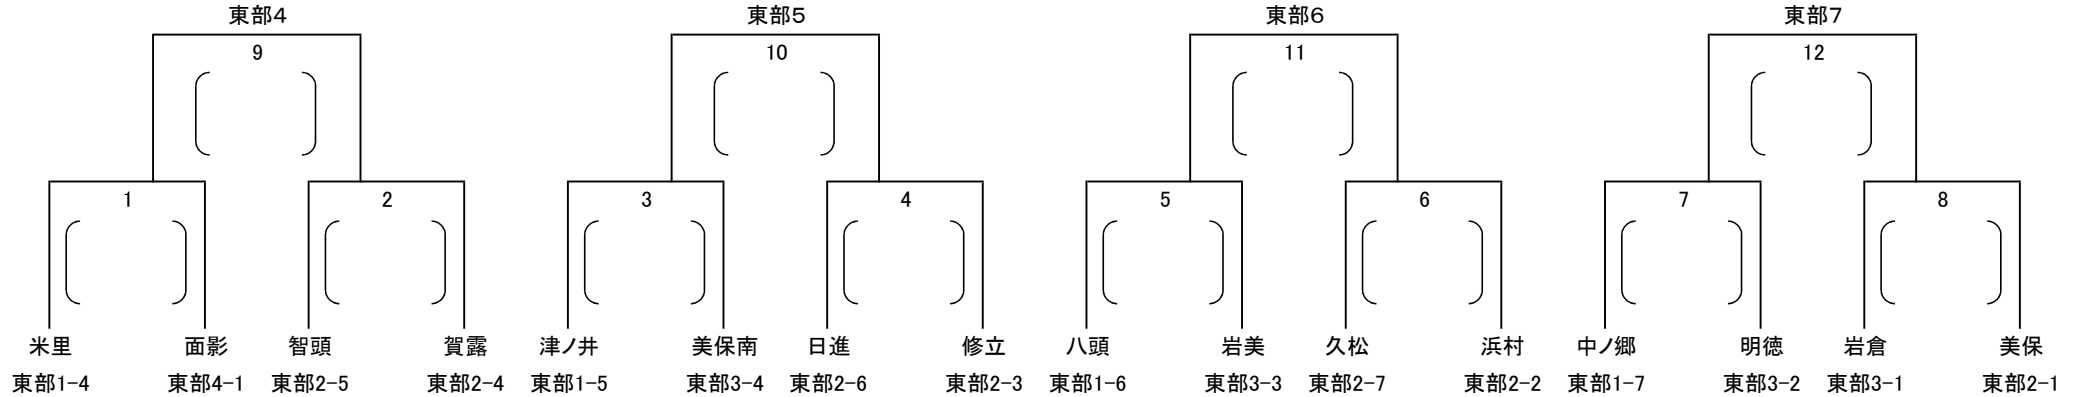 東部４ 東部５ 東部６ 東部７
9 10 11 12
1 2 3 4 5 6 7 8
米里 面影 智頭 賀露 津ノ井 美保南 日進 修立 八頭 岩美 久松 浜村 中ノ郷 明徳 岩倉 美保
東部1-4 東部4-1 東部2-5 東部2-4 東部1-5 東部3-4 東部2-6 東部2-3 東部1-6 東部3-3 東部2-7 東部2-2 東部1-7 東部3-2 東部3-1 東部2-1